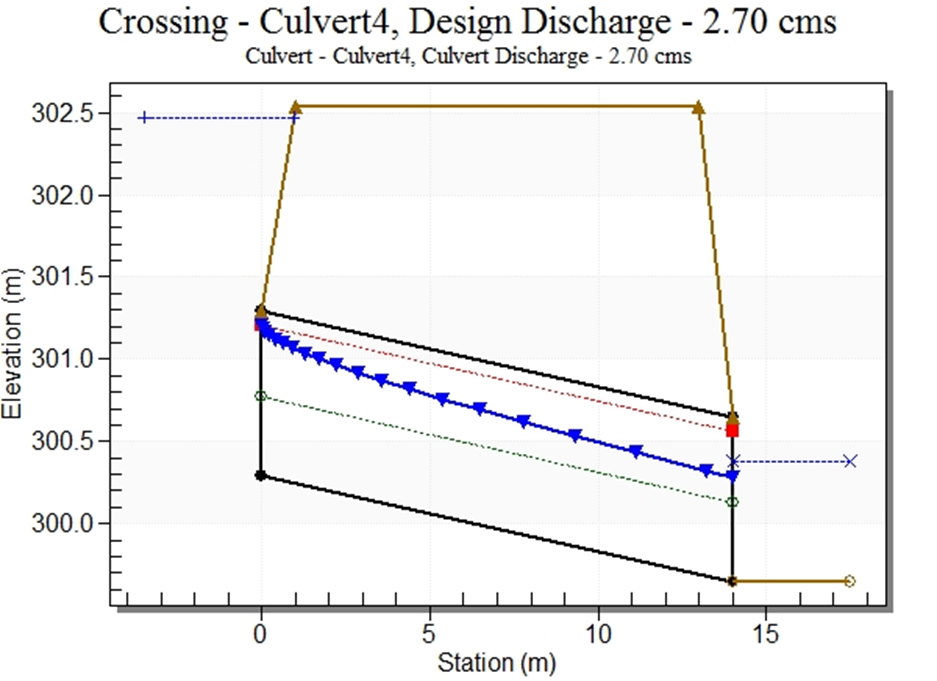 Crossing - Culvert4, Design Discharge - 2.70 cms
Culvert - Culvert4, Culvert Discharge - 2.70 cms
302.5
302.0
301.5
301.0
300.5
300.0
Elevation (m)
0 5 10 15
Station (m)